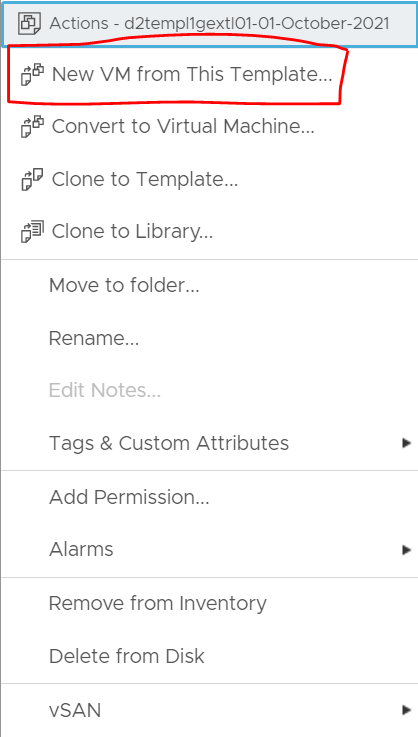 Actions - d2templ1gextl01-01-October-2021
New VM from This Template...
Convert to Virtual Machine...
Clone to Template...
Clone to Library...
Move to folder...
Rename...
Edit Notes...
Tags & Custom Attributes
Add Permission...
Alarms
Remove from Inventory
Delete from Disk
vSAN